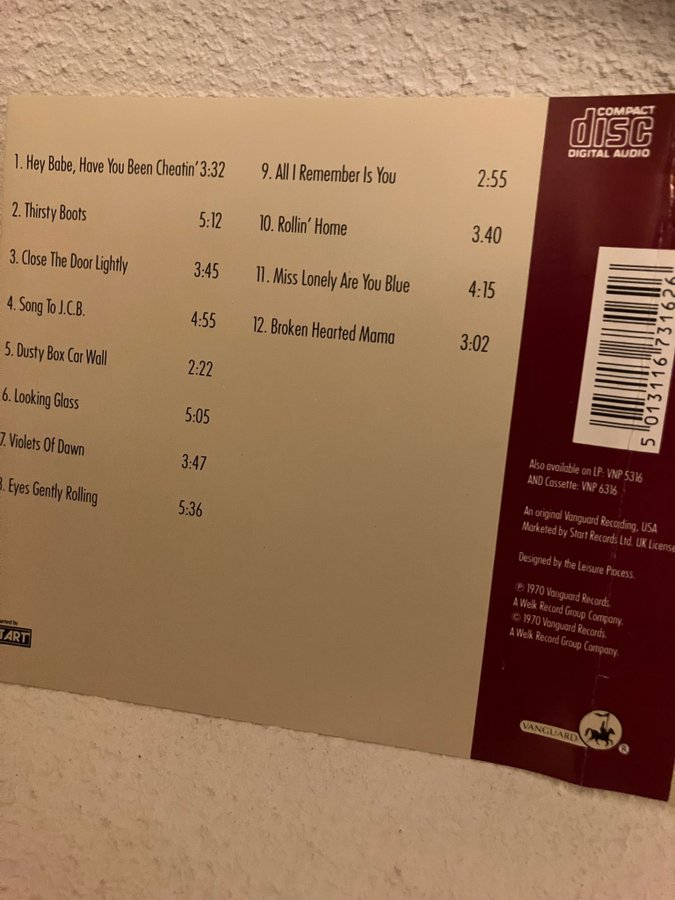 1. Hey Babe, Have You Been Cheatin' 3:32
2. Thirsty Boots 5:12
3. Close The Door Lightly 3:45
4. Song To J.C.B. 4:55
5. Dusty Box Car Wall 2:22
6. Looking Glass 5:05
7. Violets Of Dawn 3:47
8. Eyes Gently Rolling 5:36
9. All I Remember Is You 2:55
10. Rollin' Home 3.40
11. Miss Lonely Are You Blue 4:15
12. Broken Hearted Mama 3:02
COMPACT
disc
DIGITAL AUDIO
5 013116 731626
Also available on LP: VNP 5316
AND Cassette: VNP 6316
An original Vanguard Recording, USA
Marketed by Start Records Ltd. UK License
Designed by the Leisure Process.
℗ 1970 Vanguard Records.
A Welk Record Group Company.
© 1970 Vanguard Records.
A Welk Record Group Company.
VANGUARD ®